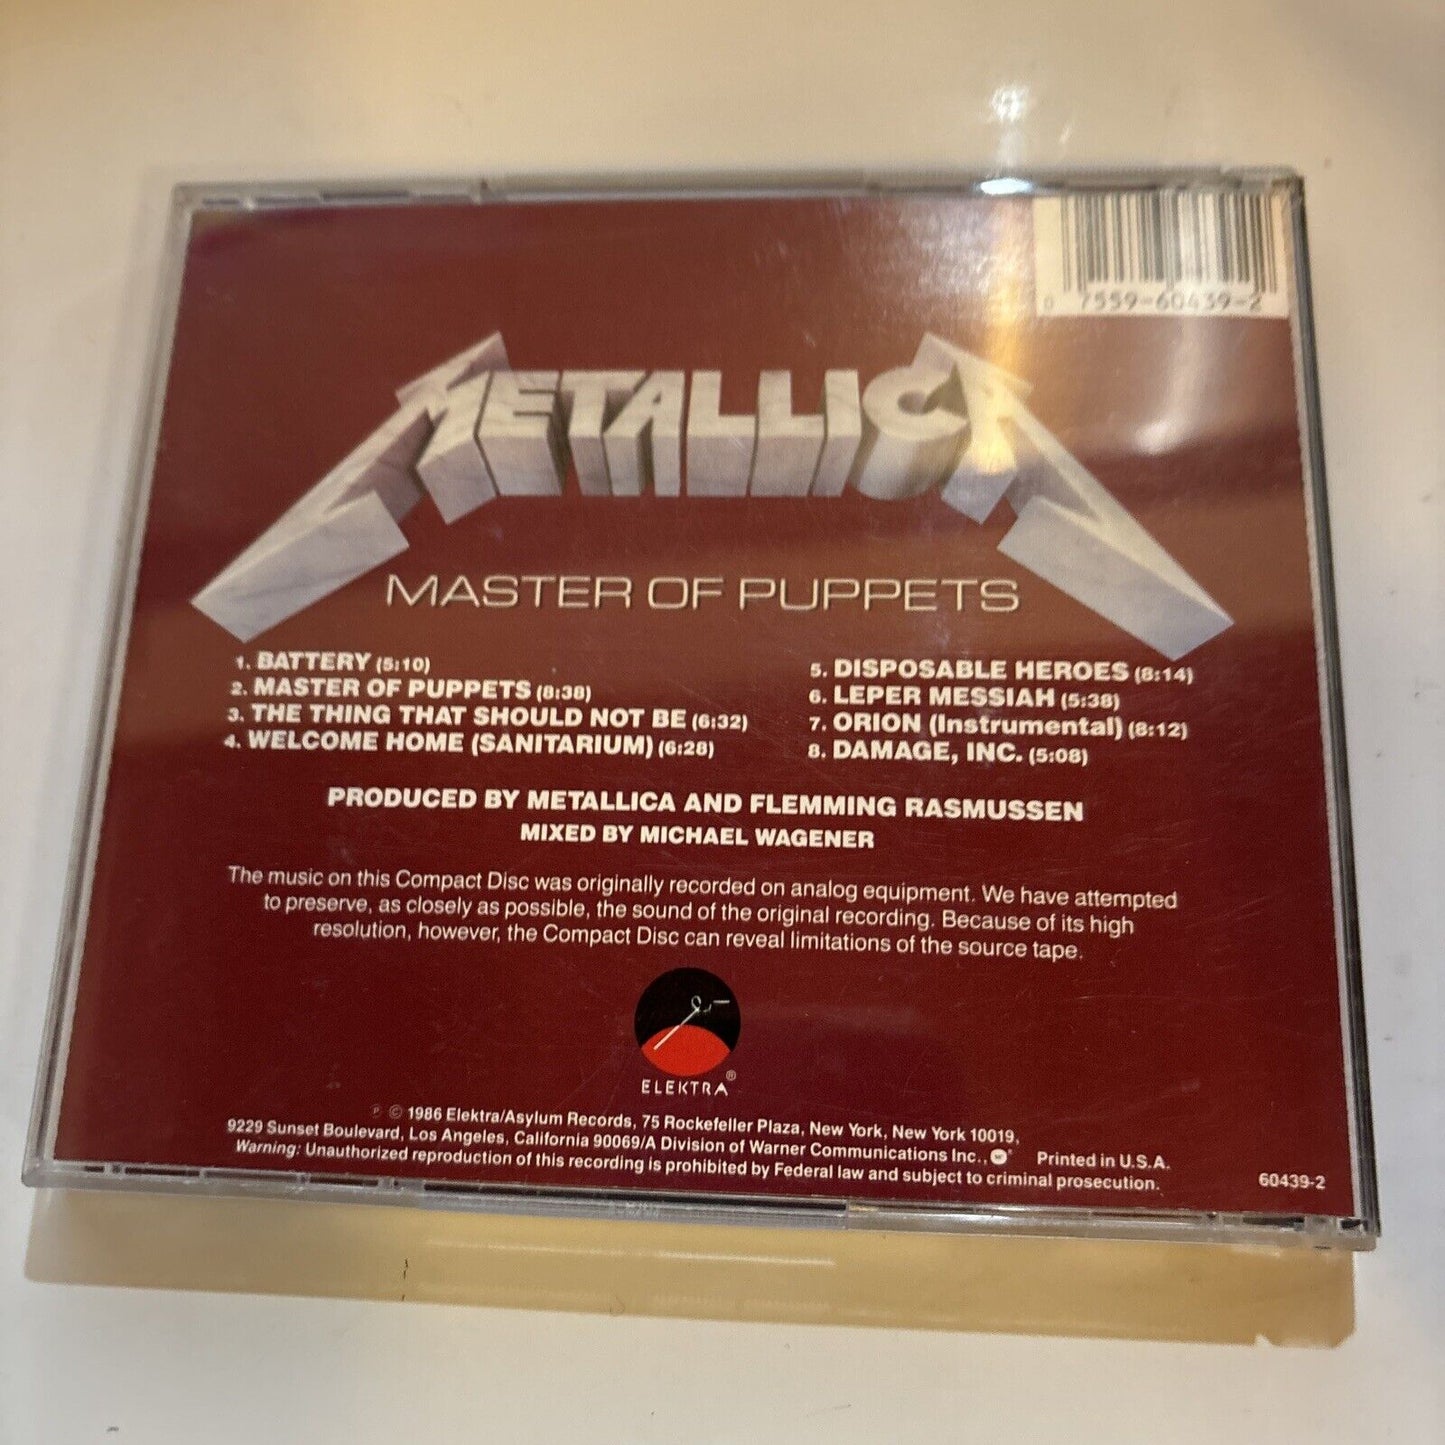 0 7559-60439-2
METALLICA
MASTER OF PUPPETS
1. BATTERY (5:10)
2. MASTER OF PUPPETS (8:38)
3. THE THING THAT SHOULD NOT BE (6:32)
4. WELCOME HOME (SANITARIUM) (6:28)
5. DISPOSABLE HEROES (8:14)
6. LEPER MESSIAH (5:38)
7. ORION (Instrumental) (8:12)
8. DAMAGE, INC. (5:08)
PRODUCED BY METALLICA AND FLEMMING RASMUSSEN
MIXED BY MICHAEL WAGENER
The music on this Compact Disc was originally recorded on analog equipment. We have attempted
to preserve, as closely as possible, the sound of the original recording. Because of its high
resolution, however, the Compact Disc can reveal limitations of the source tape.
ELEKTRA®
℗ © 1986 Elektra/Asylum Records, 75 Rockefeller Plaza, New York, New York 10019,
9229 Sunset Boulevard, Los Angeles, California 90069/A Division of Warner Communications Inc., Printed in U.S.A.
Warning: Unauthorized reproduction of this recording is prohibited by Federal law and subject to criminal prosecution.
60439-2